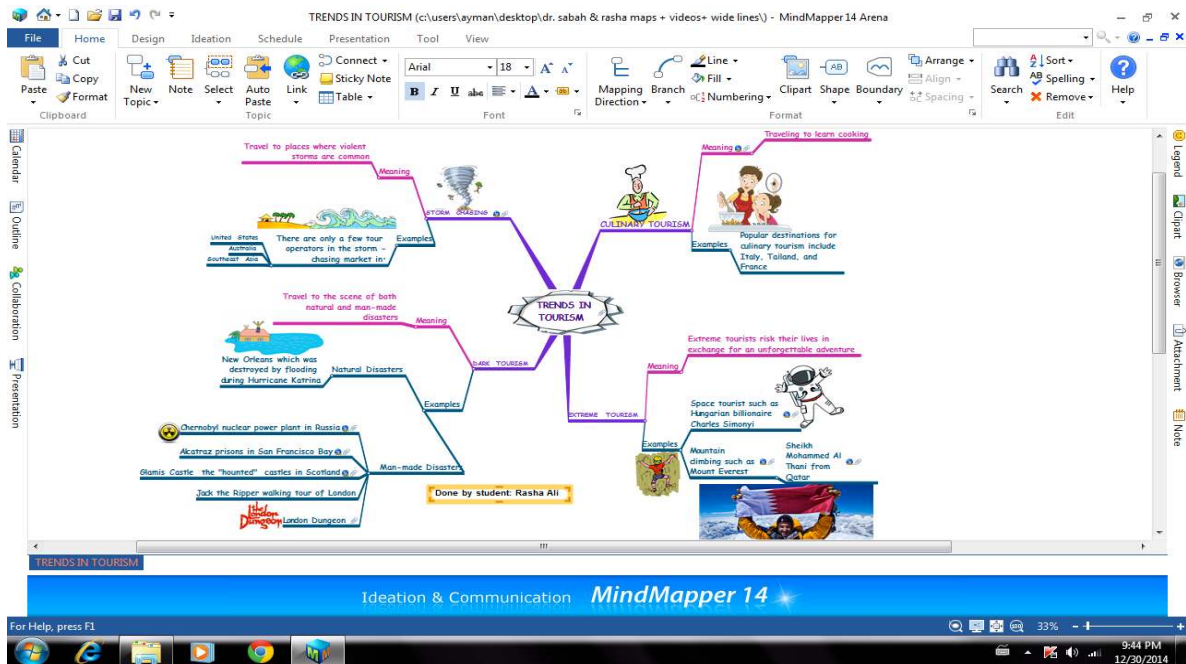 TRENDS IN TOURISM (c:\users\ayman\desktop\dr. sabah & rasha maps + videos+ wide lines\) - MindMapper 14 Arena
File Home Design Ideation Schedule Presentation Tool View
Paste
Cut
Copy
Format
Clipboard
New Topic
Note
Select
Auto Paste
Link
Connect
Sticky Note
Table
Topic
Arial 18
B I U abc A ab
Font
Mapping Direction
Branch
Line
Fill
Numbering
Clipart
AB
Shape
Boundary
Arrange
Align
Spacing
Format
Search
Sort
Spelling
Remove
Edit
Help
Calendar
Outline
Collaboration
Presentation
Legend
Clipart
Browser
Attachment
Note
Travel to places where violent
storms are common
Meaning
STORM CHASING
Examples
There are only a few tour
operators in the storm -
chasing market in
United States
Australia
Southeast Asia
Traveling to learn cooking
Meaning
CULINARY TOURISM
Examples
Popular destinations for
culinary tourism include
Italy, Tailand, and
France
TRENDS IN
TOURISM
Travel to the scene of both
natural and man-made
disasters
Meaning
DARK TOURISM
Examples
Natural Disasters
New Orleans which was
destroyed by flooding
during Hurricane Katrina
Man-made Disasters
Chernobyl nuclear power plant in Russia
Alcatraz prisons in San Francisco Bay
Glamis Castle the "hounted" castles in Scotland
Jack the Ripper walking tour of London
the London Dungeon
London Dungeon
Extreme tourists risk their lives in
exchange for an unforgettable adventure
Meaning
EXTREME TOURISM
Examples
Space tourist such as
Hungarian billionaire
Charles Simonyi
Mountain
climbing such as
Mount Everest
Sheikh
Mohammed Al
Thani from
Qatar
Done by student: Rasha Ali
TRENDS IN TOURISM
Ideation & Communication MindMapper 14
For Help, press F1
33%
9:44 PM
12/30/2014